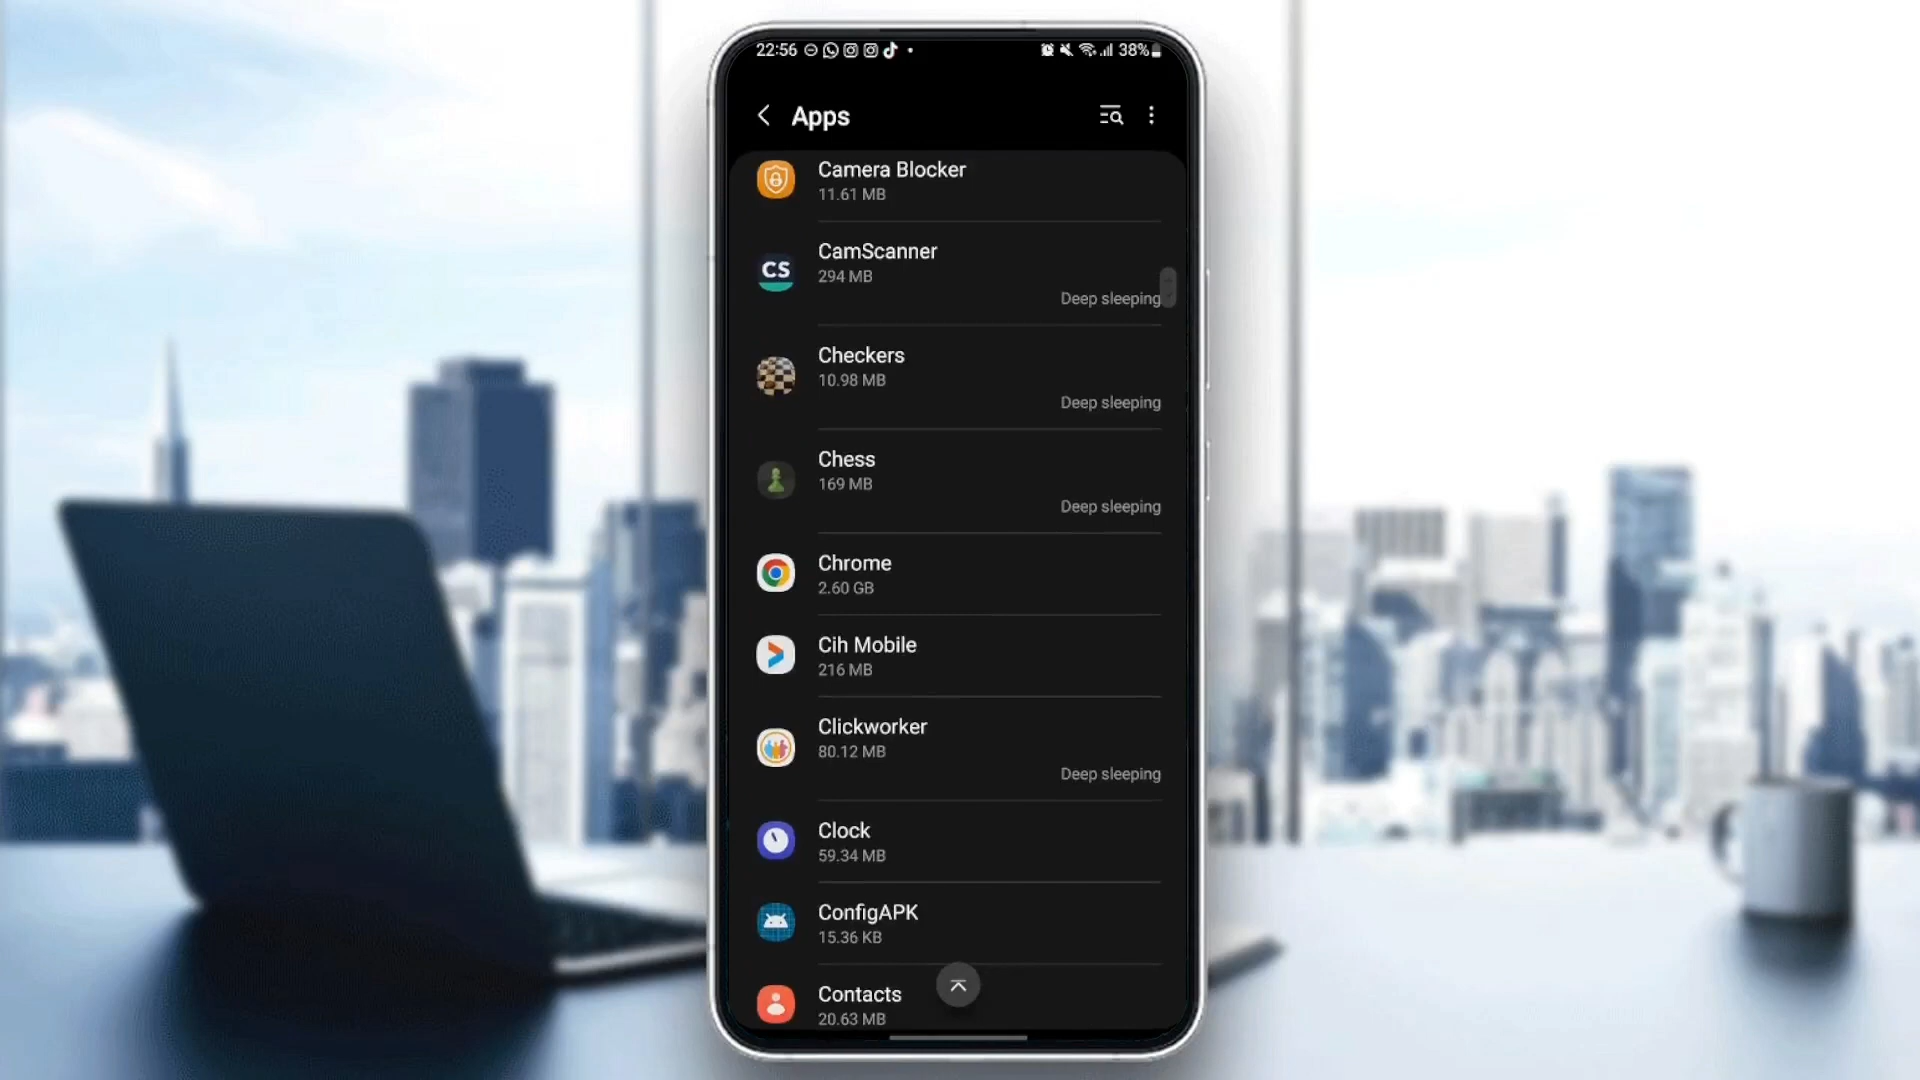 22:56
38%
Apps
Camera Blocker
11.61 MB
CS
CamScanner
294 MB
Deep sleeping
Checkers
10.98 MB
Deep sleeping
Chess
169 MB
Deep sleeping
Chrome
2.60 GB
Cih Mobile
216 MB
Clickworker
80.12 MB
Deep sleeping
Clock
59.34 MB
ConfigAPK
15.36 KB
Contacts
20.63 MB